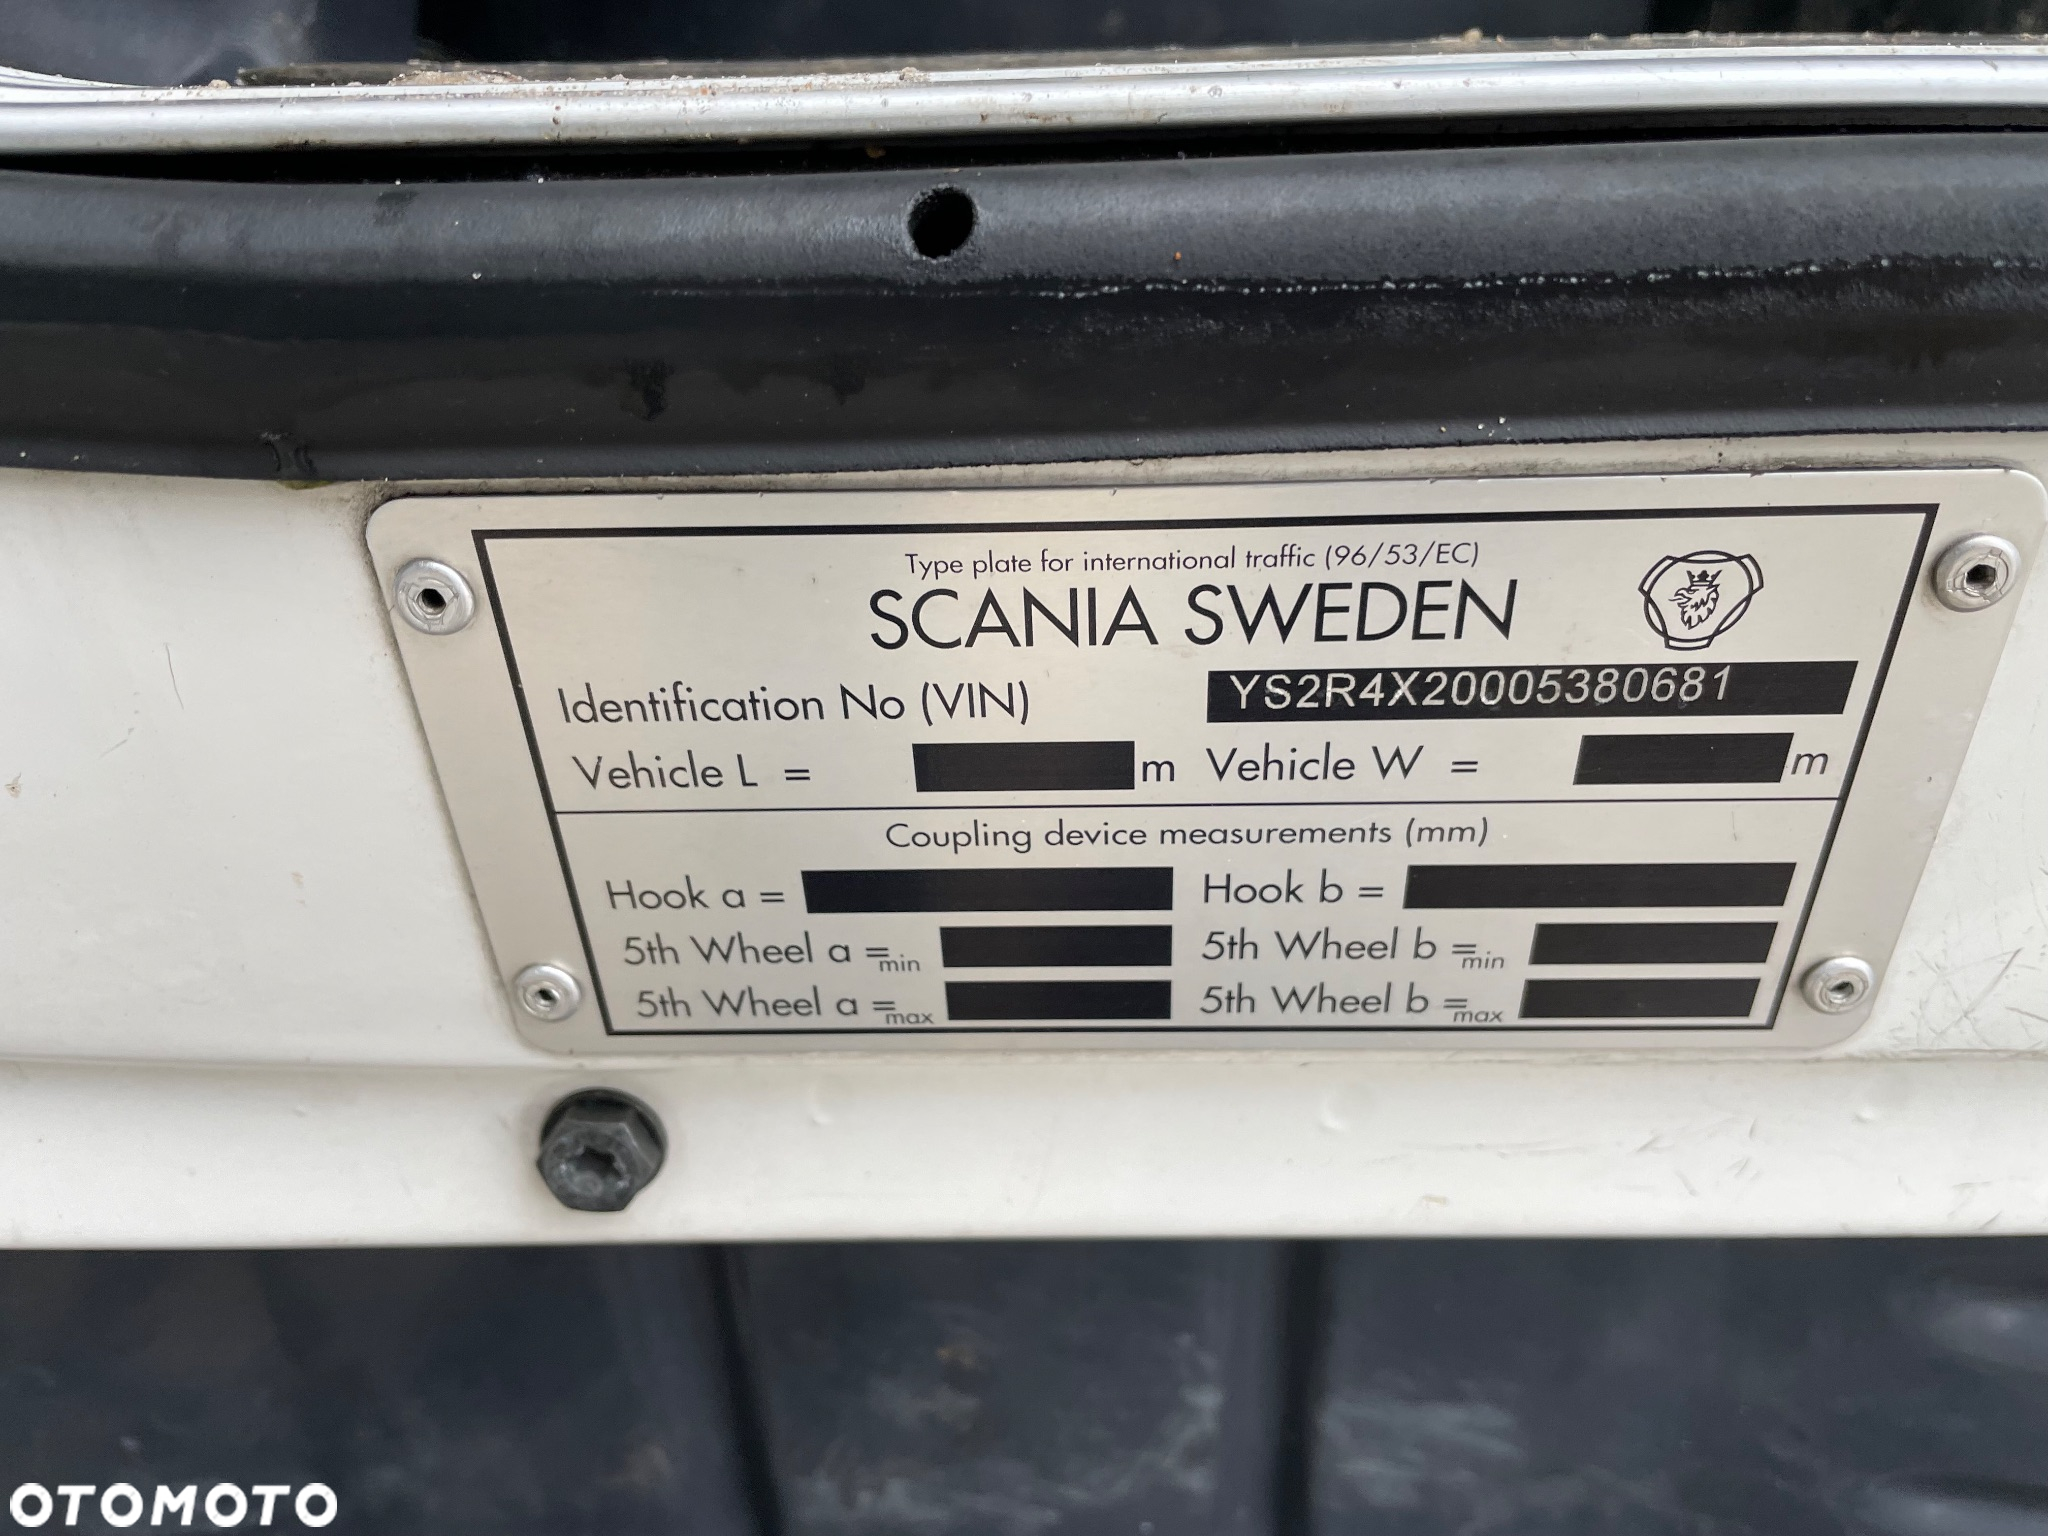 Type plate for international traffic (96/53/EC)
SCANIA SWEDEN
Identification No (VIN) YS2R4X20005380681
Vehicle L = m Vehicle W = m
Coupling device measurements (mm)
Hook a = Hook b =
5th Wheel a =min 5th Wheel b =min
5th Wheel a =max 5th Wheel b =max
OTOMOTO